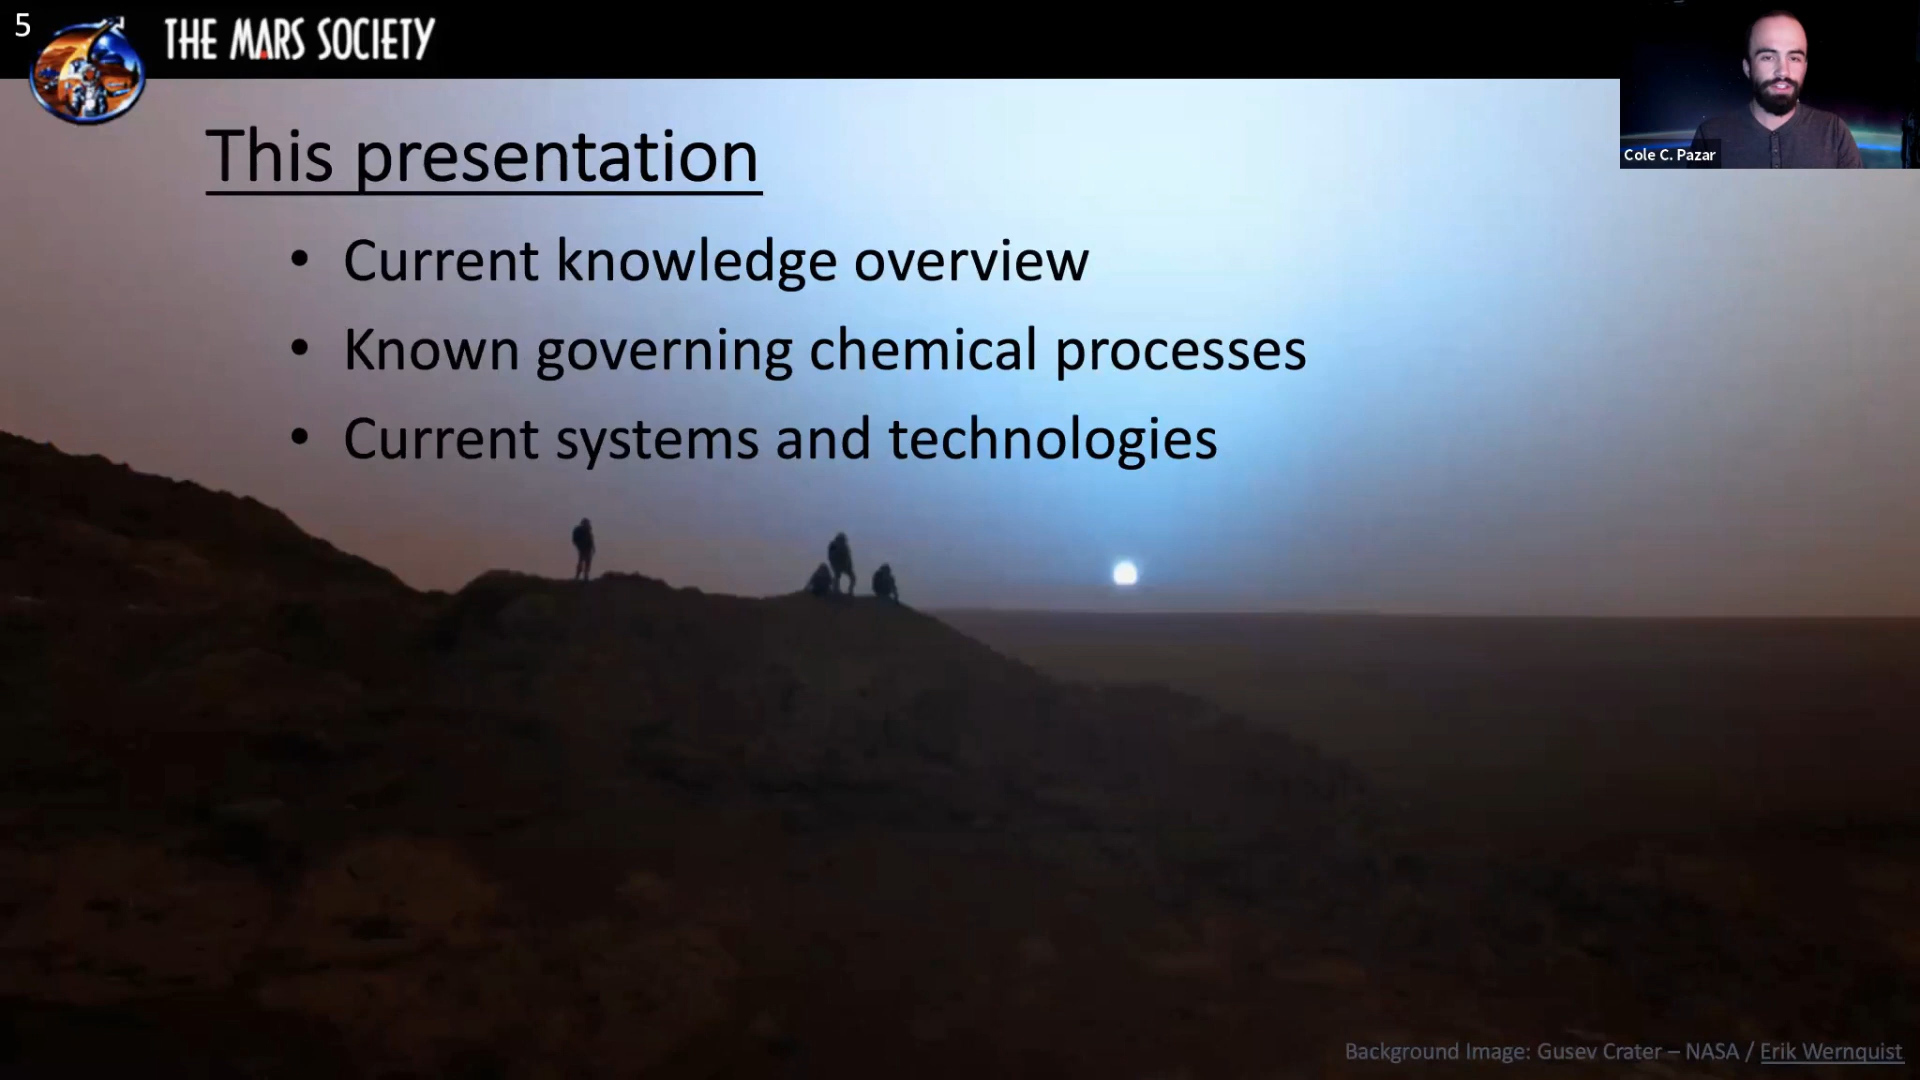 5
THE MARS SOCIETY
Cole C. Pazar
This presentation
• Current knowledge overview
• Known governing chemical processes
• Current systems and technologies
Background Image: Gusev Crater – NASA / Erik Wernquist